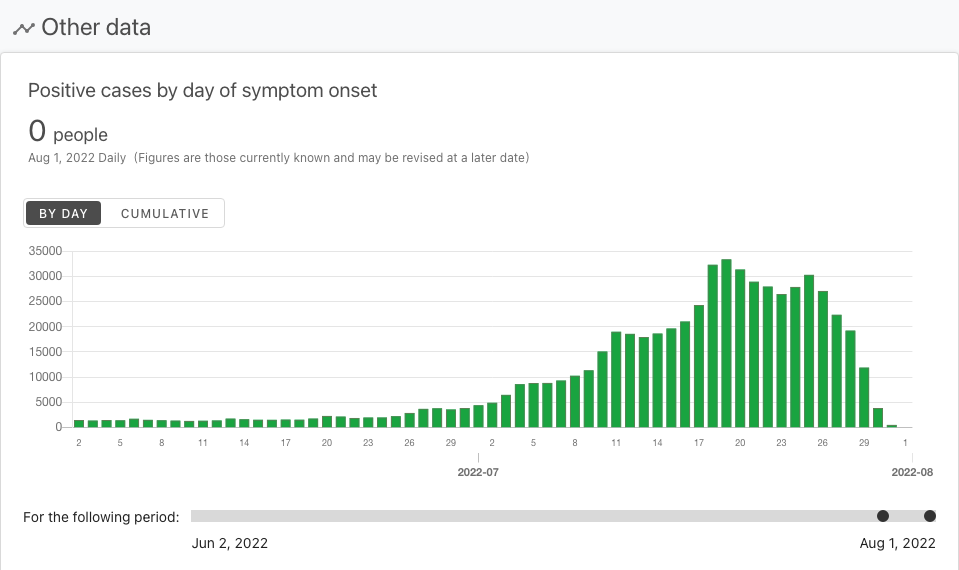 Other data
Positive cases by day of symptom onset
0 people
Aug 1, 2022 Daily (Figures are those currently known and may be revised at a later date)
BY DAY CUMULATIVE
35000
30000
25000
20000
15000
10000
5000
0
2 5 8 11 14 17 20 23 26 29 2 5 8 11 14 17 20 23 26 29 1
2022-07 2022-08
For the following period:
Jun 2, 2022 Aug 1, 2022